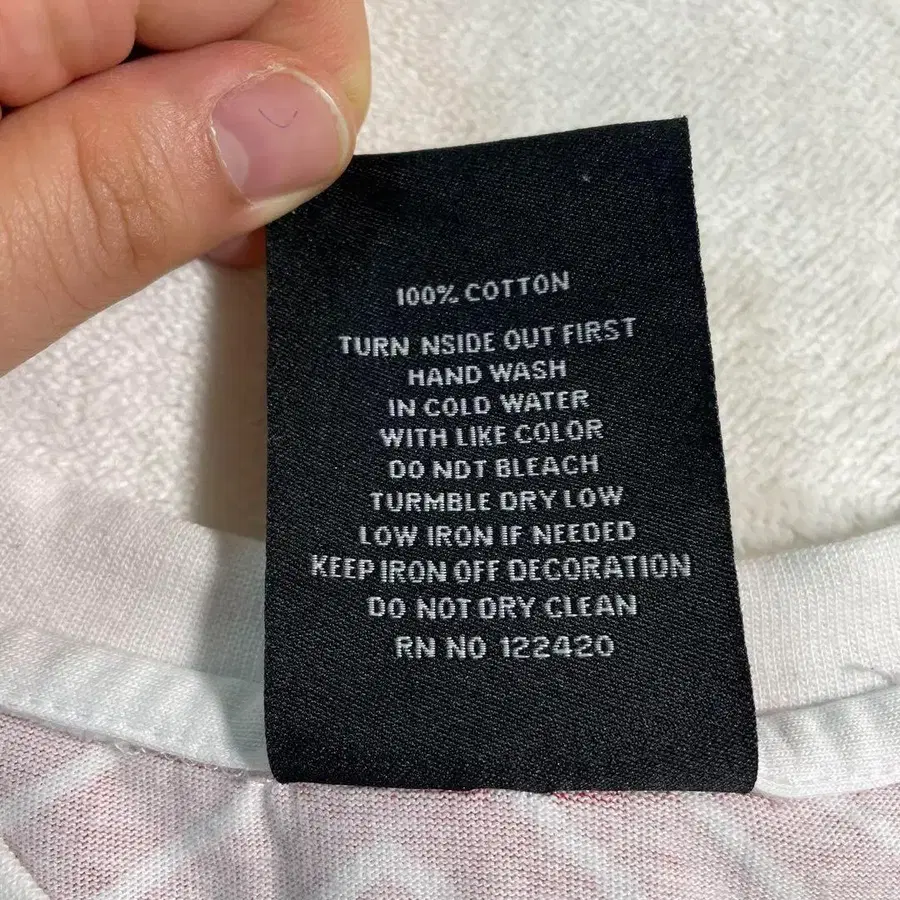 100% COTTON
TURN NSIDE OUT FIRST
HAND WASH
IN COLD WATER
WITH LIKE COLOR
DO NDT BLEACH
TURMBLE DRY LOW
LOW IRON IF NEEDED
KEEP IRON OFF DECORATION
DO NOT DRY CLEAN
RN NO 122420